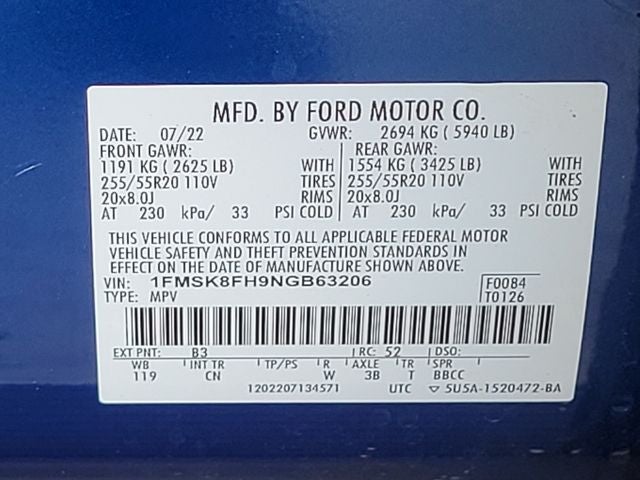 MFD. BY FORD MOTOR CO.
DATE: 07/22 GVWR: 2694 KG ( 5940 LB)
FRONT GAWR: REAR GAWR:
1191 KG ( 2625 LB) WITH 1554 KG ( 3425 LB) WITH
255/55R20 110V TIRES 255/55R20 110V TIRES
20x8.0J RIMS 20x8.0J RIMS
AT 230 kPa/ 33 PSI COLD AT 230 kPa/ 33 PSI COLD
THIS VEHICLE CONFORMS TO ALL APPLICABLE FEDERAL MOTOR
VEHICLE SAFETY AND THEFT PREVENTION STANDARDS IN
EFFECT ON THE DATE OF MANUFACTURE SHOWN ABOVE.
VIN: 1FMSK8FH9NGB63206 F0084
TYPE: MPV T0126
EXT PNT: B3 RC: 52 DSO:
WB INT TR TP/PS R AXLE TR SPR
119 CN W 3B T BBCC
1202207134571 UTC ▽ 5U5A-1520472-BA